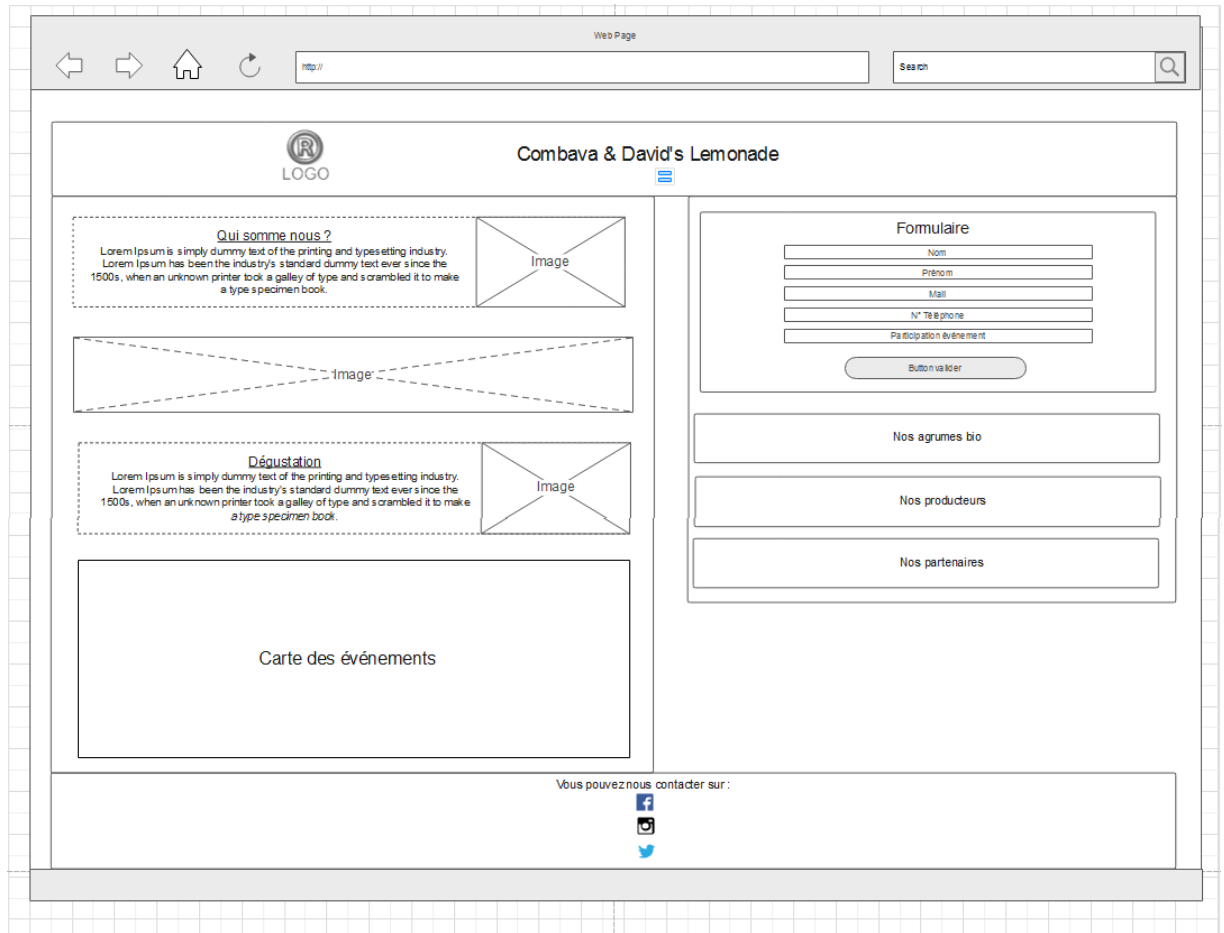 Web Page
http://
Search
LOGO
Combava & David's Lemonade
Qui somme nous ?
Lorem Ipsum is simply dummy text of the printing and typesetting industry.
Lorem Ipsum has been the industry's standard dummy text ever since the
1500s, when an unknown printer took a galley of type and scrambled it to make
a type specimen book.
Image
Image
Dégustation
Lorem Ipsum is simply dummy text of the printing and typesetting industry.
Lorem Ipsum has been the industry's standard dummy text ever since the
1500s, when an unknown printer took a galley of type and scrambled it to make
a type specimen book.
Image
Carte des événements
Formulaire
Nom
Prénom
Mail
N° Téléphone
Participation événement
Button valider
Nos agrumes bio
Nos producteurs
Nos partenaires
Vous pouvez nous contacter sur :